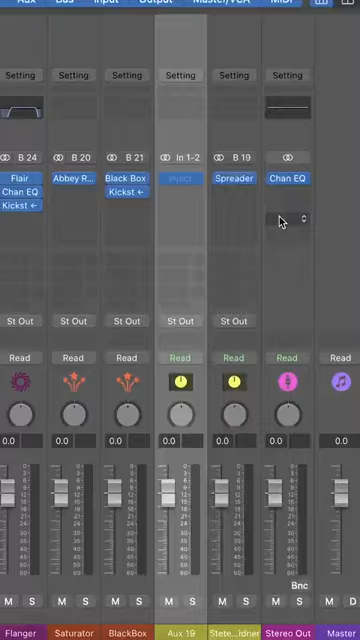 Aux Bus Input Output Master/VCA MIDI
Setting Setting Setting Setting Setting Setting
B 24 B 20 B 21 In 1-2 B 19
Flair Abbey R... Black Box Input Spreader Chan EQ
Chan EQ Kickst
Kickst
St Out St Out St Out St Out St Out
Read Read Read Read Read Read Read
0.0 0.0 0.0 0.0 0.0 0.0 0.0
Bnc
M S M S M S M S M S M S M D
Flanger Saturator BlackBox Aux 19 Stete...idner Stereo Out Master